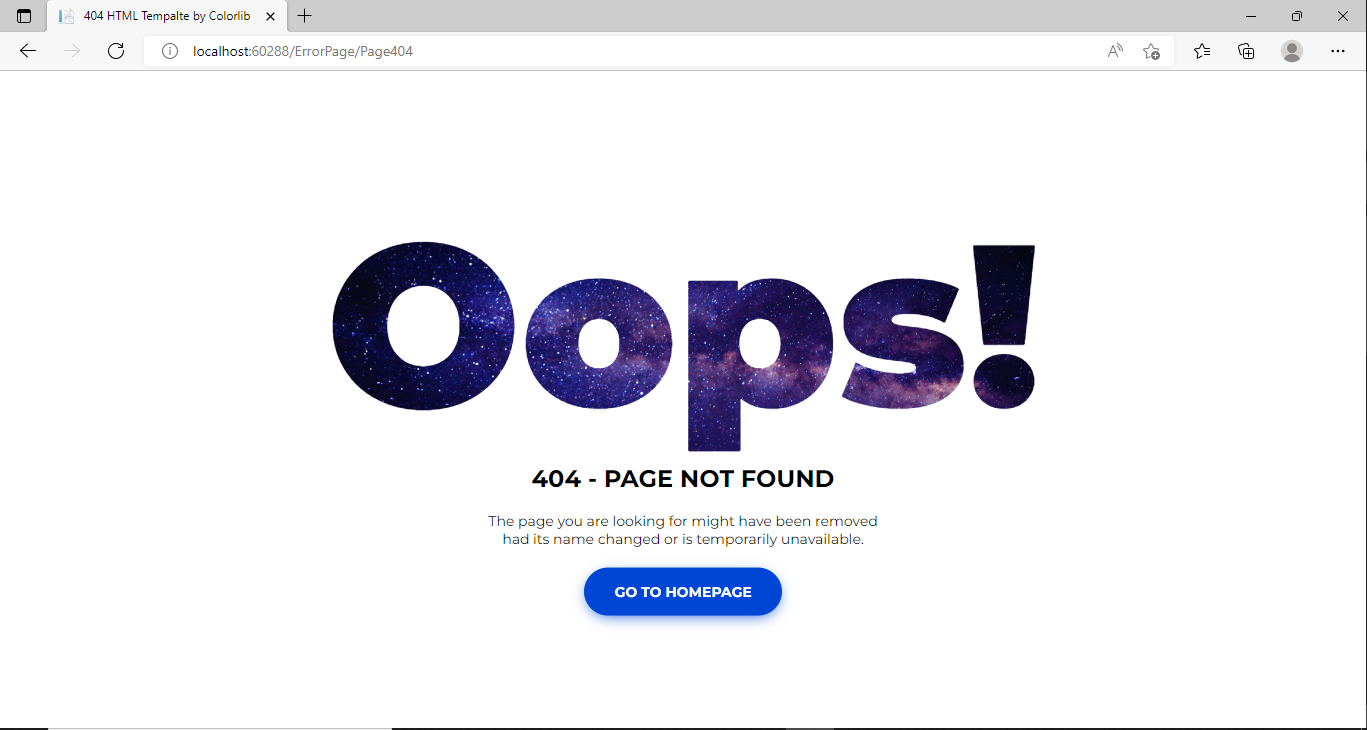 404 HTML Tempalte by Colorlib
localhost:60288/ErrorPage/Page404
Oops!
404 - PAGE NOT FOUND
The page you are looking for might have been removed
had its name changed or is temporarily unavailable.
GO TO HOMEPAGE